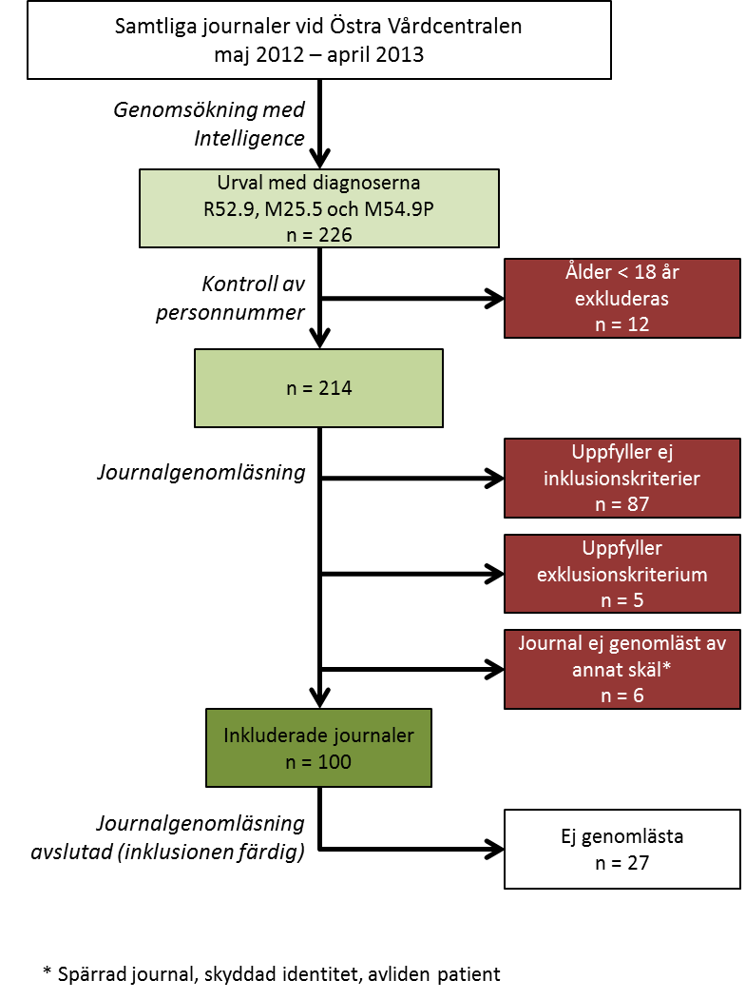 Samtliga journaler vid Östra Vårdcentralen
maj 2012 – april 2013
Genomsökning med
Intelligence
Urval med diagnoserna
R52.9, M25.5 och M54.9P
n = 226
Kontroll av
personnummer
Ålder < 18 år
exkluderas
n = 12
n = 214
Journalgenomläsning
Uppfyller ej
inklusionskriterier
n = 87
Uppfyller
exklusionskriterium
n = 5
Journal ej genomläst av
annat skäl*
n = 6
Inkluderade journaler
n = 100
Journalgenomläsning
avslutad (inklusionen färdig)
Ej genomlästa
n = 27
* Spärrad journal, skyddad identitet, avliden patient